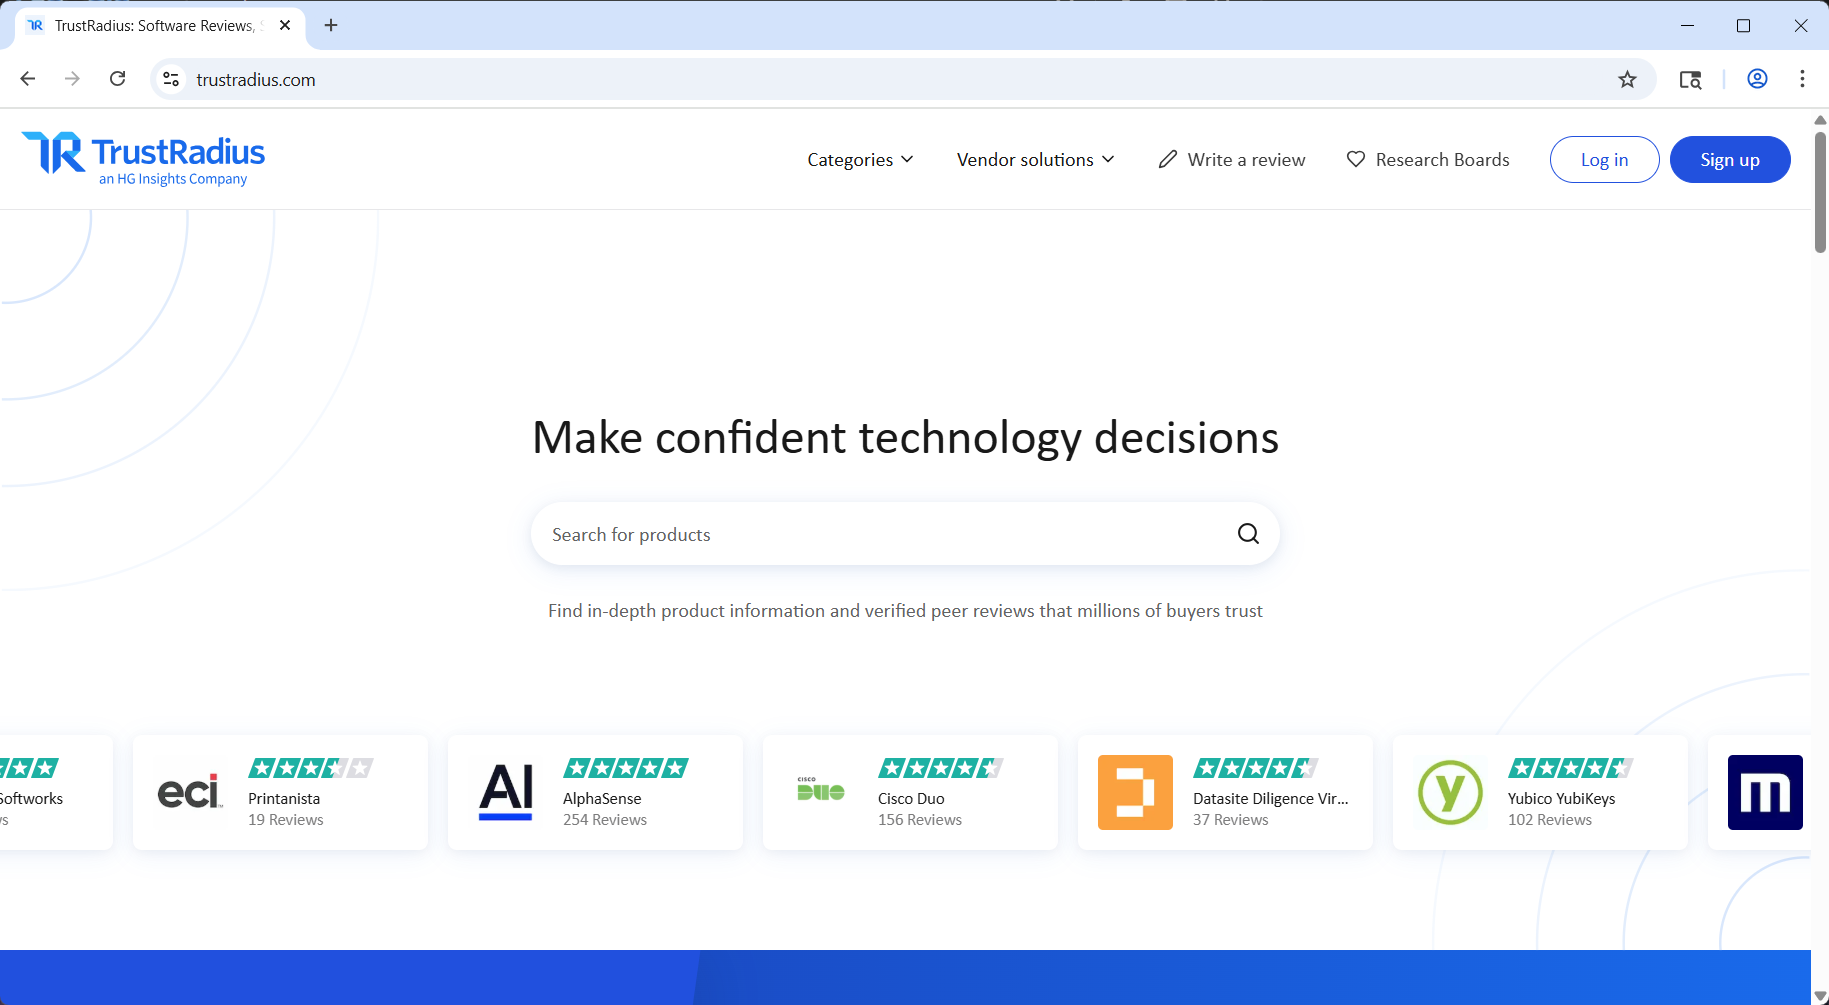 TrustRadius: Software Reviews,
trustradius.com
TrustRadius
an HG Insights Company
Categories
Vendor solutions
Write a review
Research Boards
Log in
Sign up
Make confident technology decisions
Search for products
Find in-depth product information and verified peer reviews that millions of buyers trust
Softworks
eci
Printanista
19 Reviews
AI
AlphaSense
254 Reviews
CISCO
DUO
Cisco Duo
156 Reviews
Datasite Diligence Vir...
37 Reviews
y
Yubico YubiKeys
102 Reviews
m